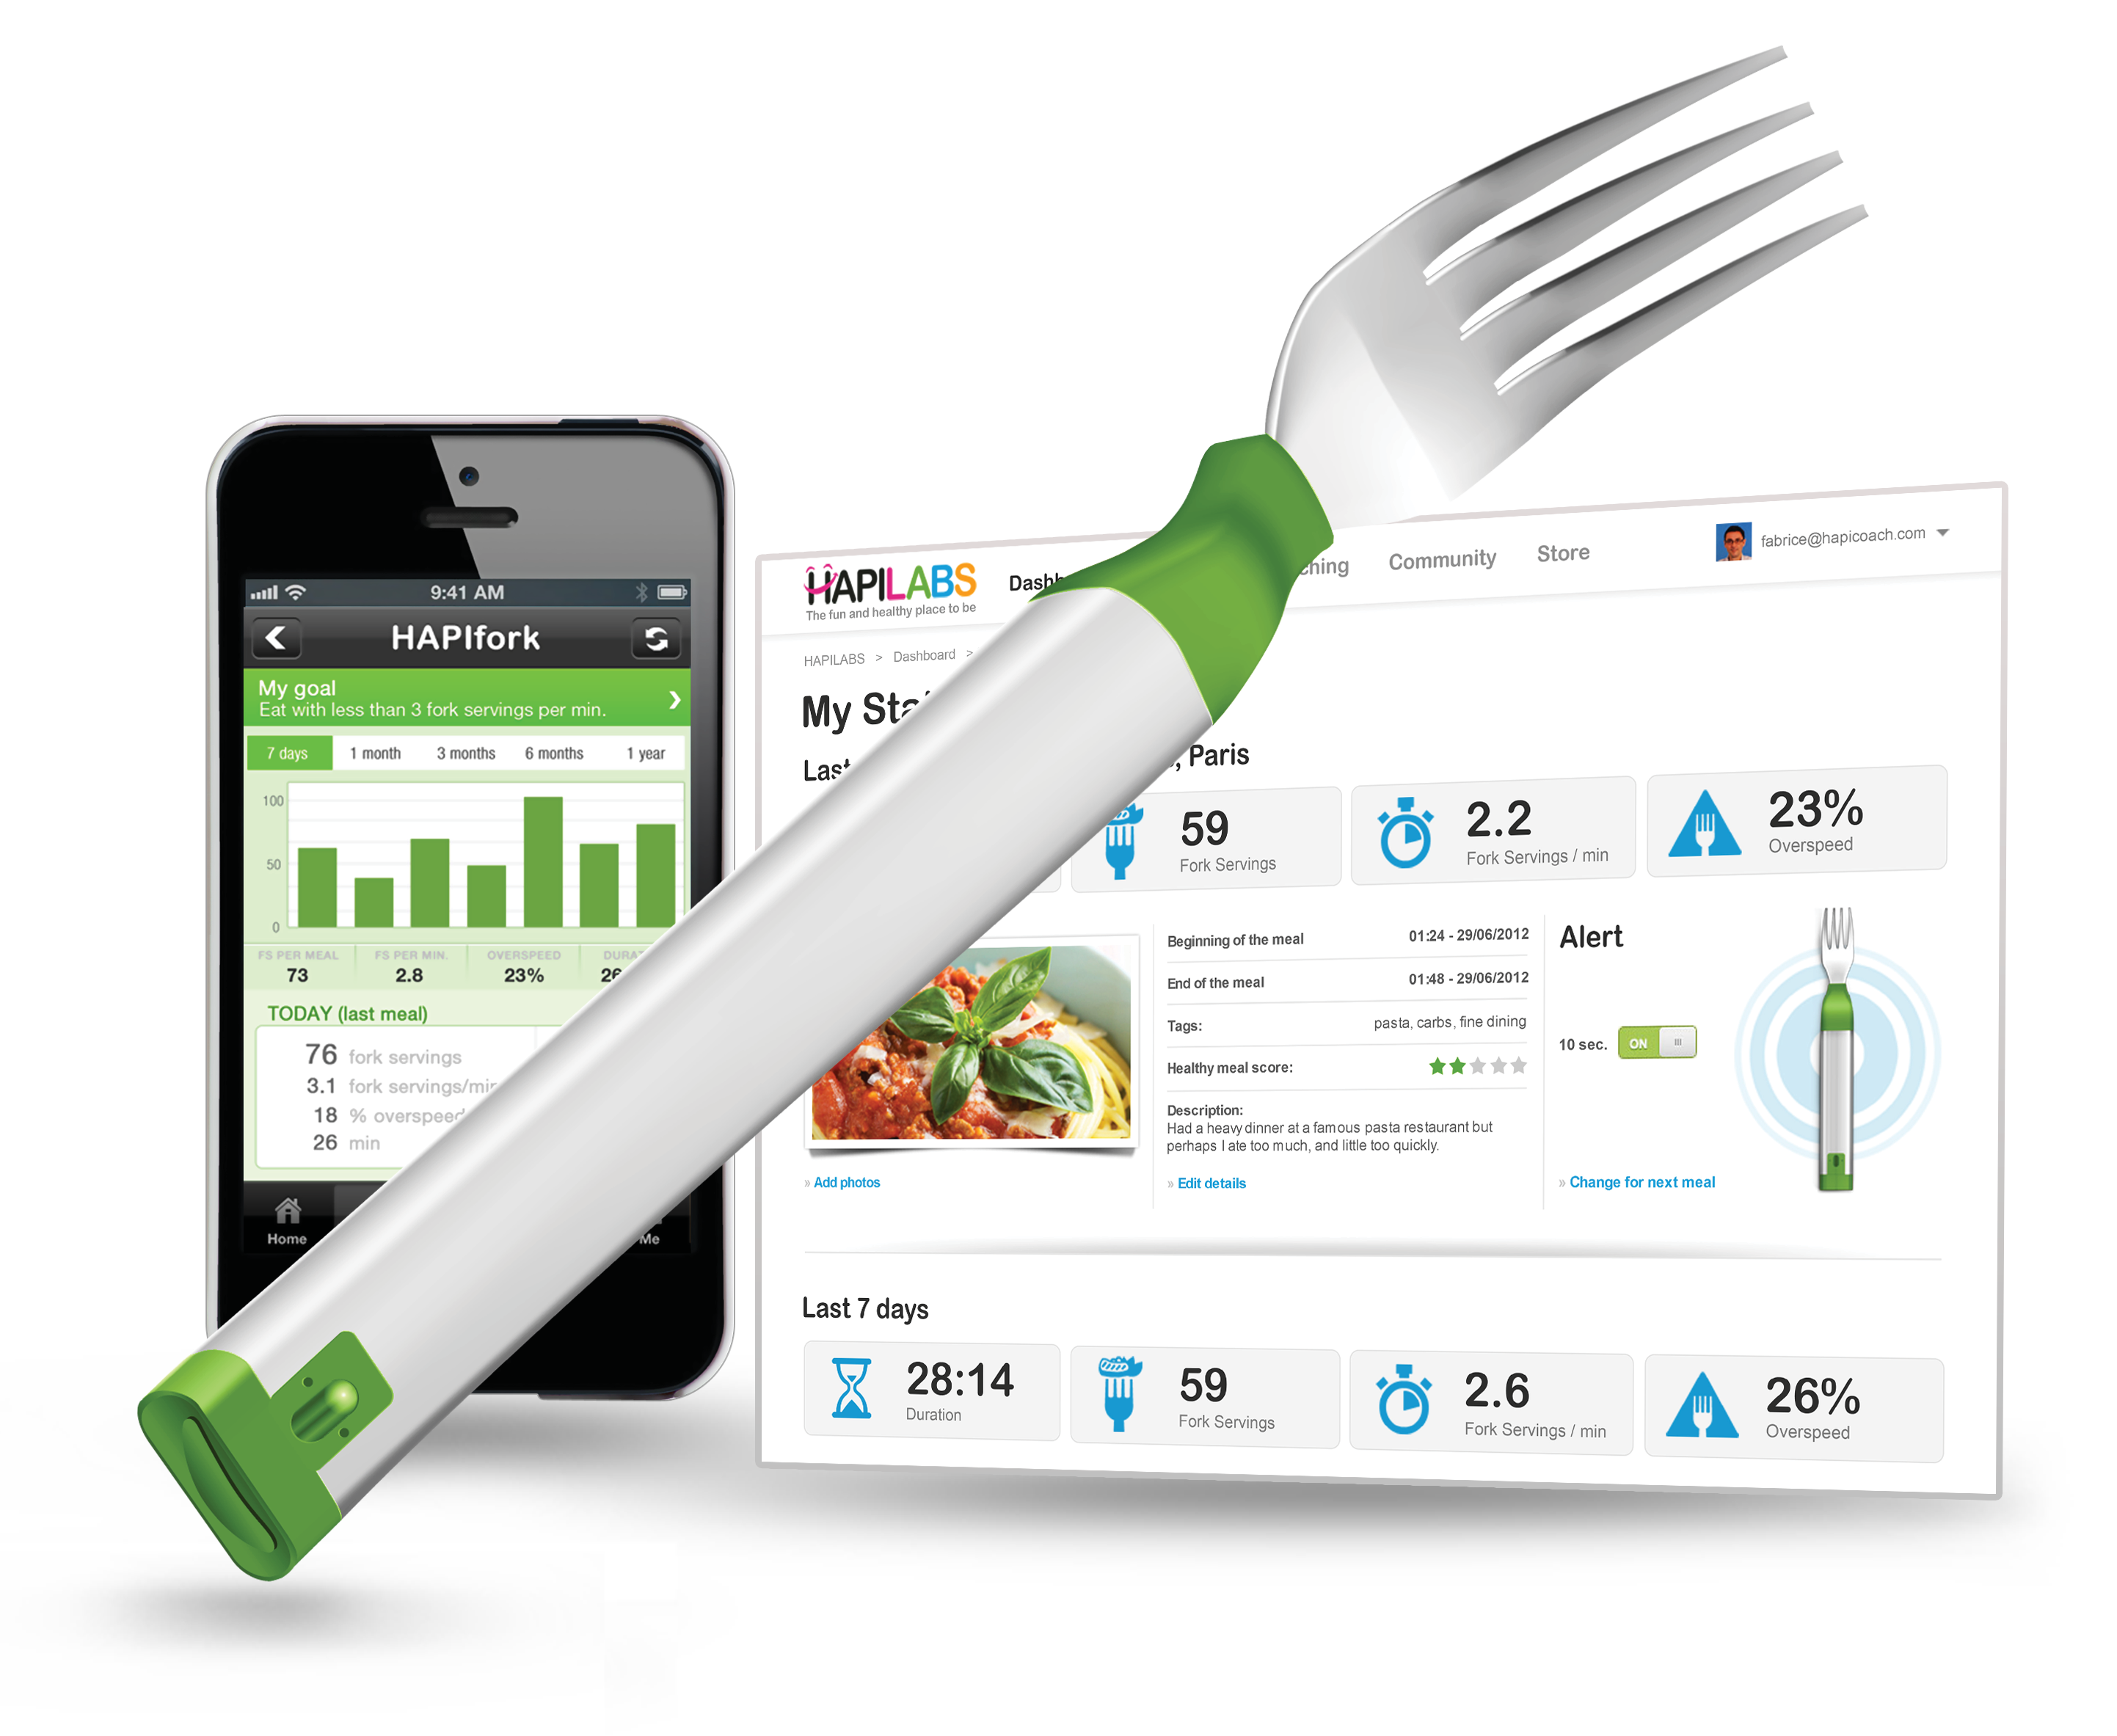 9:41 AM
HAPIfork
My goal
Eat with less than 3 fork servings per min.
7 days 1 month 3 months 6 months 1 year
100
50
0
FS PER MEAL FS PER MIN. OVERSPEED
73 2.8 23%
TODAY (last meal)
76 fork servings
3.1 fork servings/min
18 % overspeed
26 min
Home Me
HAPILABS Community Store fabrice@hapicoach.com
The fun and healthy place to be
HAPILABS > Dashboard >
My
Last Paris
59 2.2 23%
Fork Servings Fork Servings / min Overspeed
Beginning of the meal 01:24 - 29/06/2012
End of the meal 01:48 - 29/06/2012
Tags: pasta, carbs, fine dining
Healthy meal score:
Description:
Had a heavy dinner at a famous pasta restaurant but
perhaps I ate too much, and little too quickly.
» Add photos
» Edit details
Alert
10 sec. ON
» Change for next meal
Last 7 days
28:14 59 2.6 26%
Duration Fork Servings Fork Servings / min Overspeed